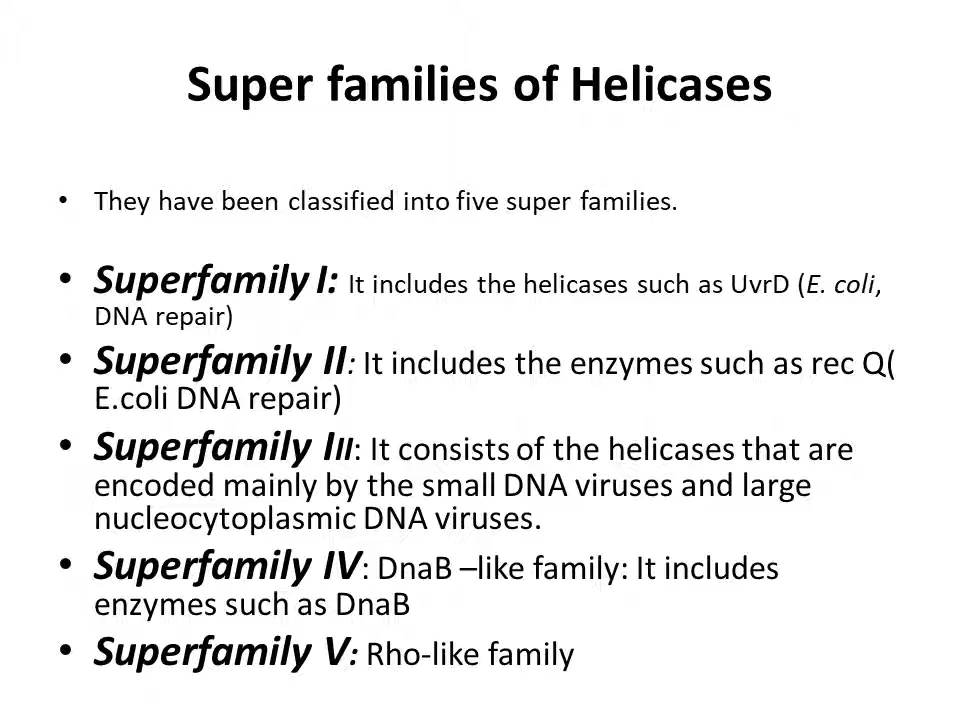 Super families of Helicases
• They have been classified into five super families.
• Superfamily I: It includes the helicases such as UvrD (E. coli,
DNA repair)
• Superfamily II: It includes the enzymes such as rec Q(
E.coli DNA repair)
• Superfamily III: It consists of the helicases that are
encoded mainly by the small DNA viruses and large
nucleocytoplasmic DNA viruses.
• Superfamily IV: DnaB –like family: It includes
enzymes such as DnaB
• Superfamily V: Rho-like family